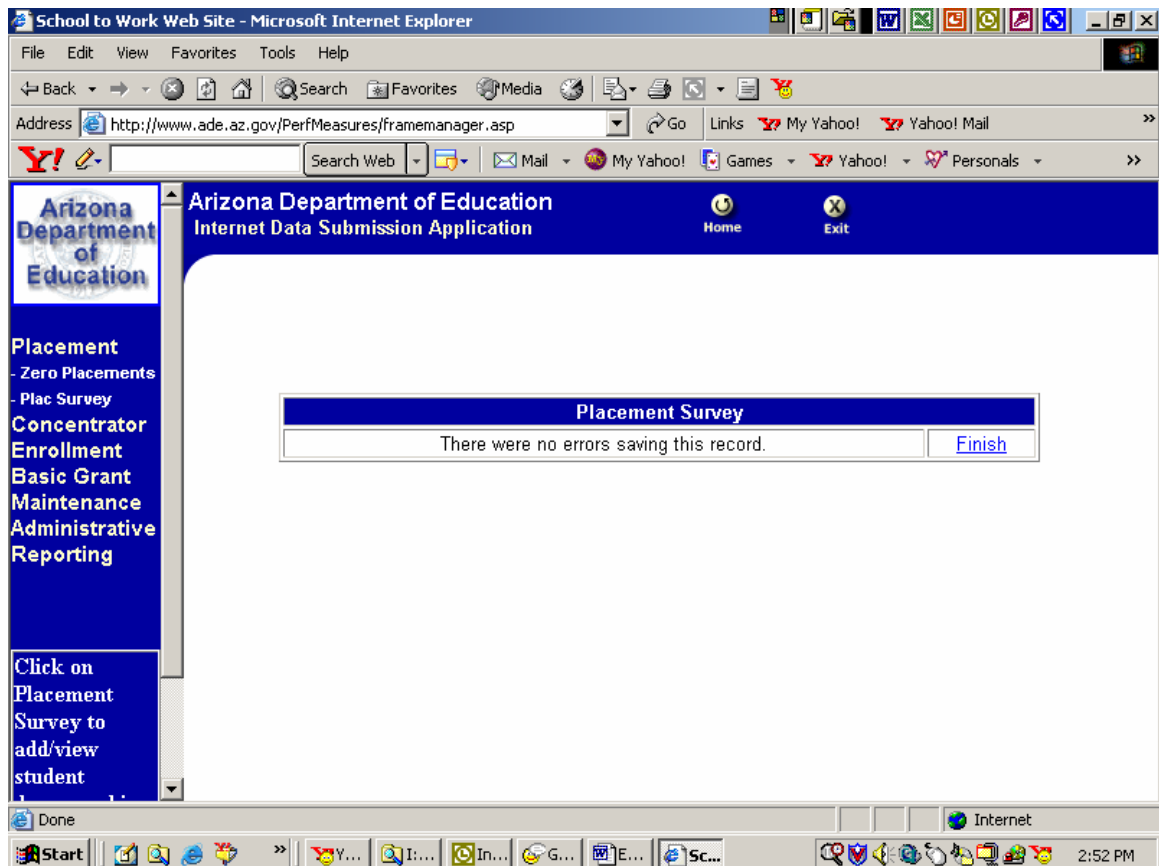 School to Work Web Site - Microsoft Internet Explorer
File Edit View Favorites Tools Help
Back Search Favorites Media
Address http://www.ade.az.gov/PerfMeasures/framemanager.asp Go Links My Yahoo! Yahoo! Mail »
Y! Search Web Mail My Yahoo! Games Yahoo! Personals »
Arizona
Department
of
Education
Arizona Department of Education
Internet Data Submission Application
Home
Exit
Placement
- Zero Placements
- Plac Survey
Concentrator
Enrollment
Basic Grant
Maintenance
Administrative
Reporting
Placement Survey
There were no errors saving this record. Finish
Click on
Placement
Survey to
add/view
student
Done Internet
Start » Y... I:... In... G... E... Sc... 2:52 PM